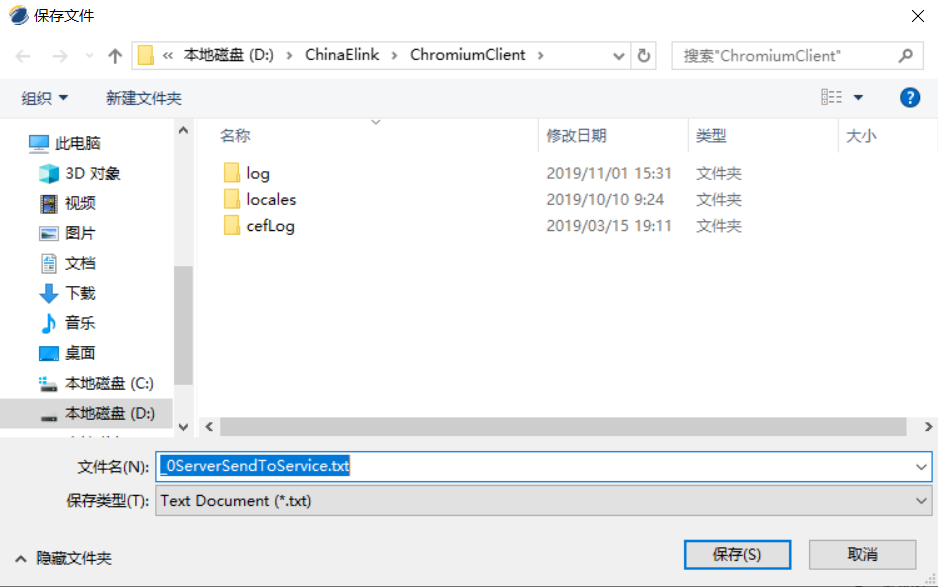 保存文件
« 本地磁盘 (D:) › ChinaElink › ChromiumClient ›
搜索"ChromiumClient"
组织
新建文件夹
?
名称
修改日期
类型
大小
此电脑
3D 对象
视频
图片
文档
下载
音乐
桌面
本地磁盘 (C:)
本地磁盘 (D:)
log 2019/11/01 15:31 文件夹
locales 2019/10/10 9:24 文件夹
cefLog 2019/03/15 19:11 文件夹
文件名(N): _0ServerSendToService.txt
保存类型(T): Text Document (*.txt)
隐藏文件夹
保存(S)
取消